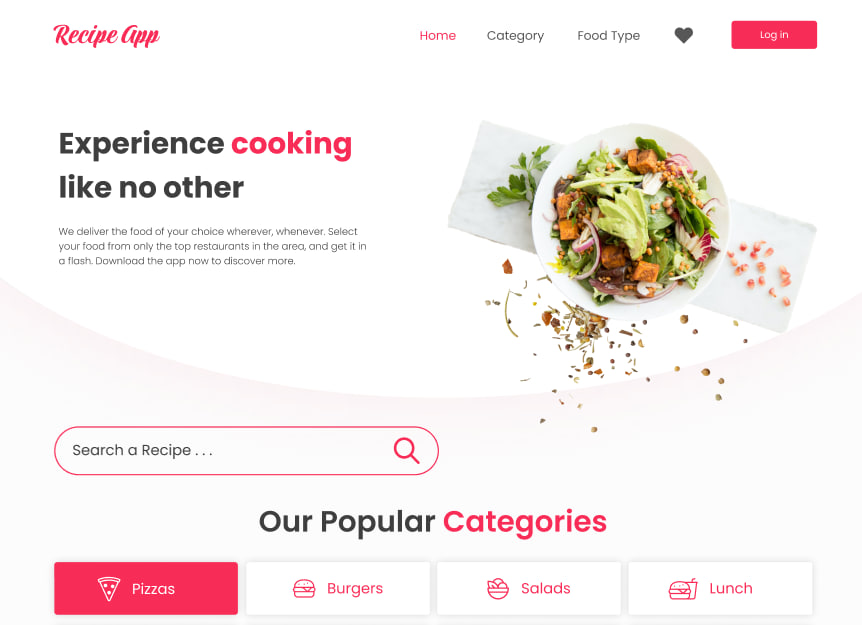 Recipe App
Home Category Food Type Log in
Experience cooking
like no other
We deliver the food of your choice wherever, whenever. Select
your food from only the top restaurants in the area, and get it in
a flash. Download the app now to discover more.
Search a Recipe . . .
Our Popular Categories
Pizzas Burgers Salads Lunch